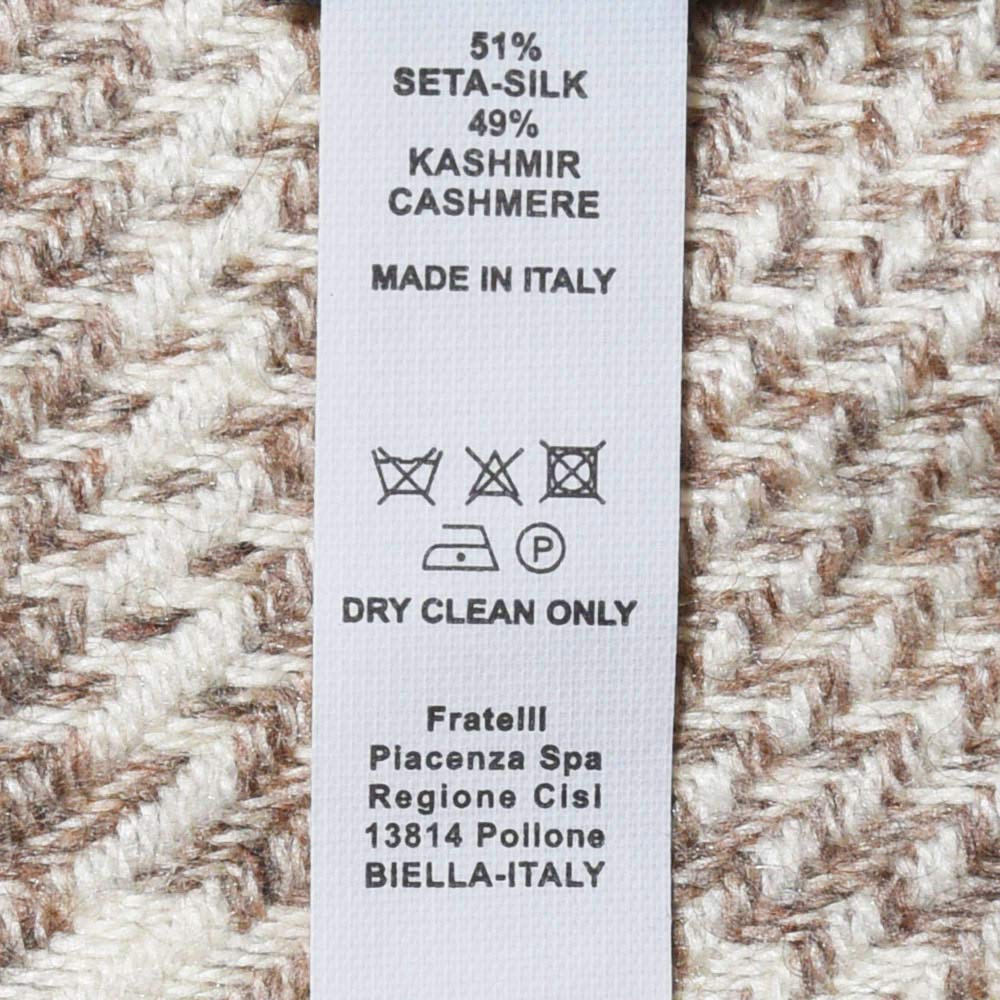 51%
SETA-SILK
49%
KASHMIR
CASHMERE
MADE IN ITALY
P
DRY CLEAN ONLY
Fratelli
Piacenza Spa
Regione Cisi
13814 Pollone
BIELLA-ITALY